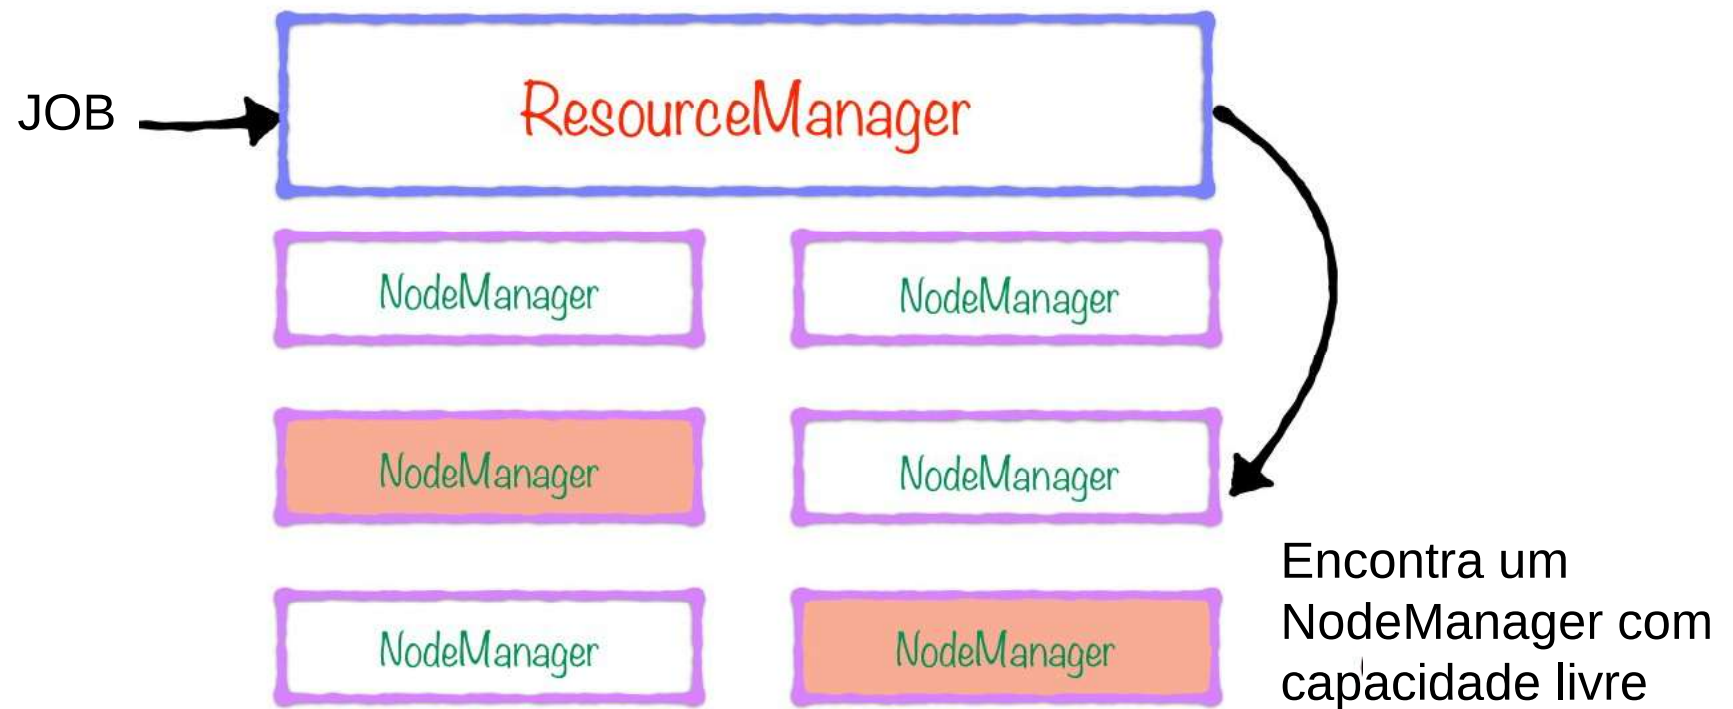 JOB
ResourceManager
NodeManager
NodeManager
NodeManager
NodeManager
NodeManager
NodeManager
Encontra um
NodeManager com
capacidade livre